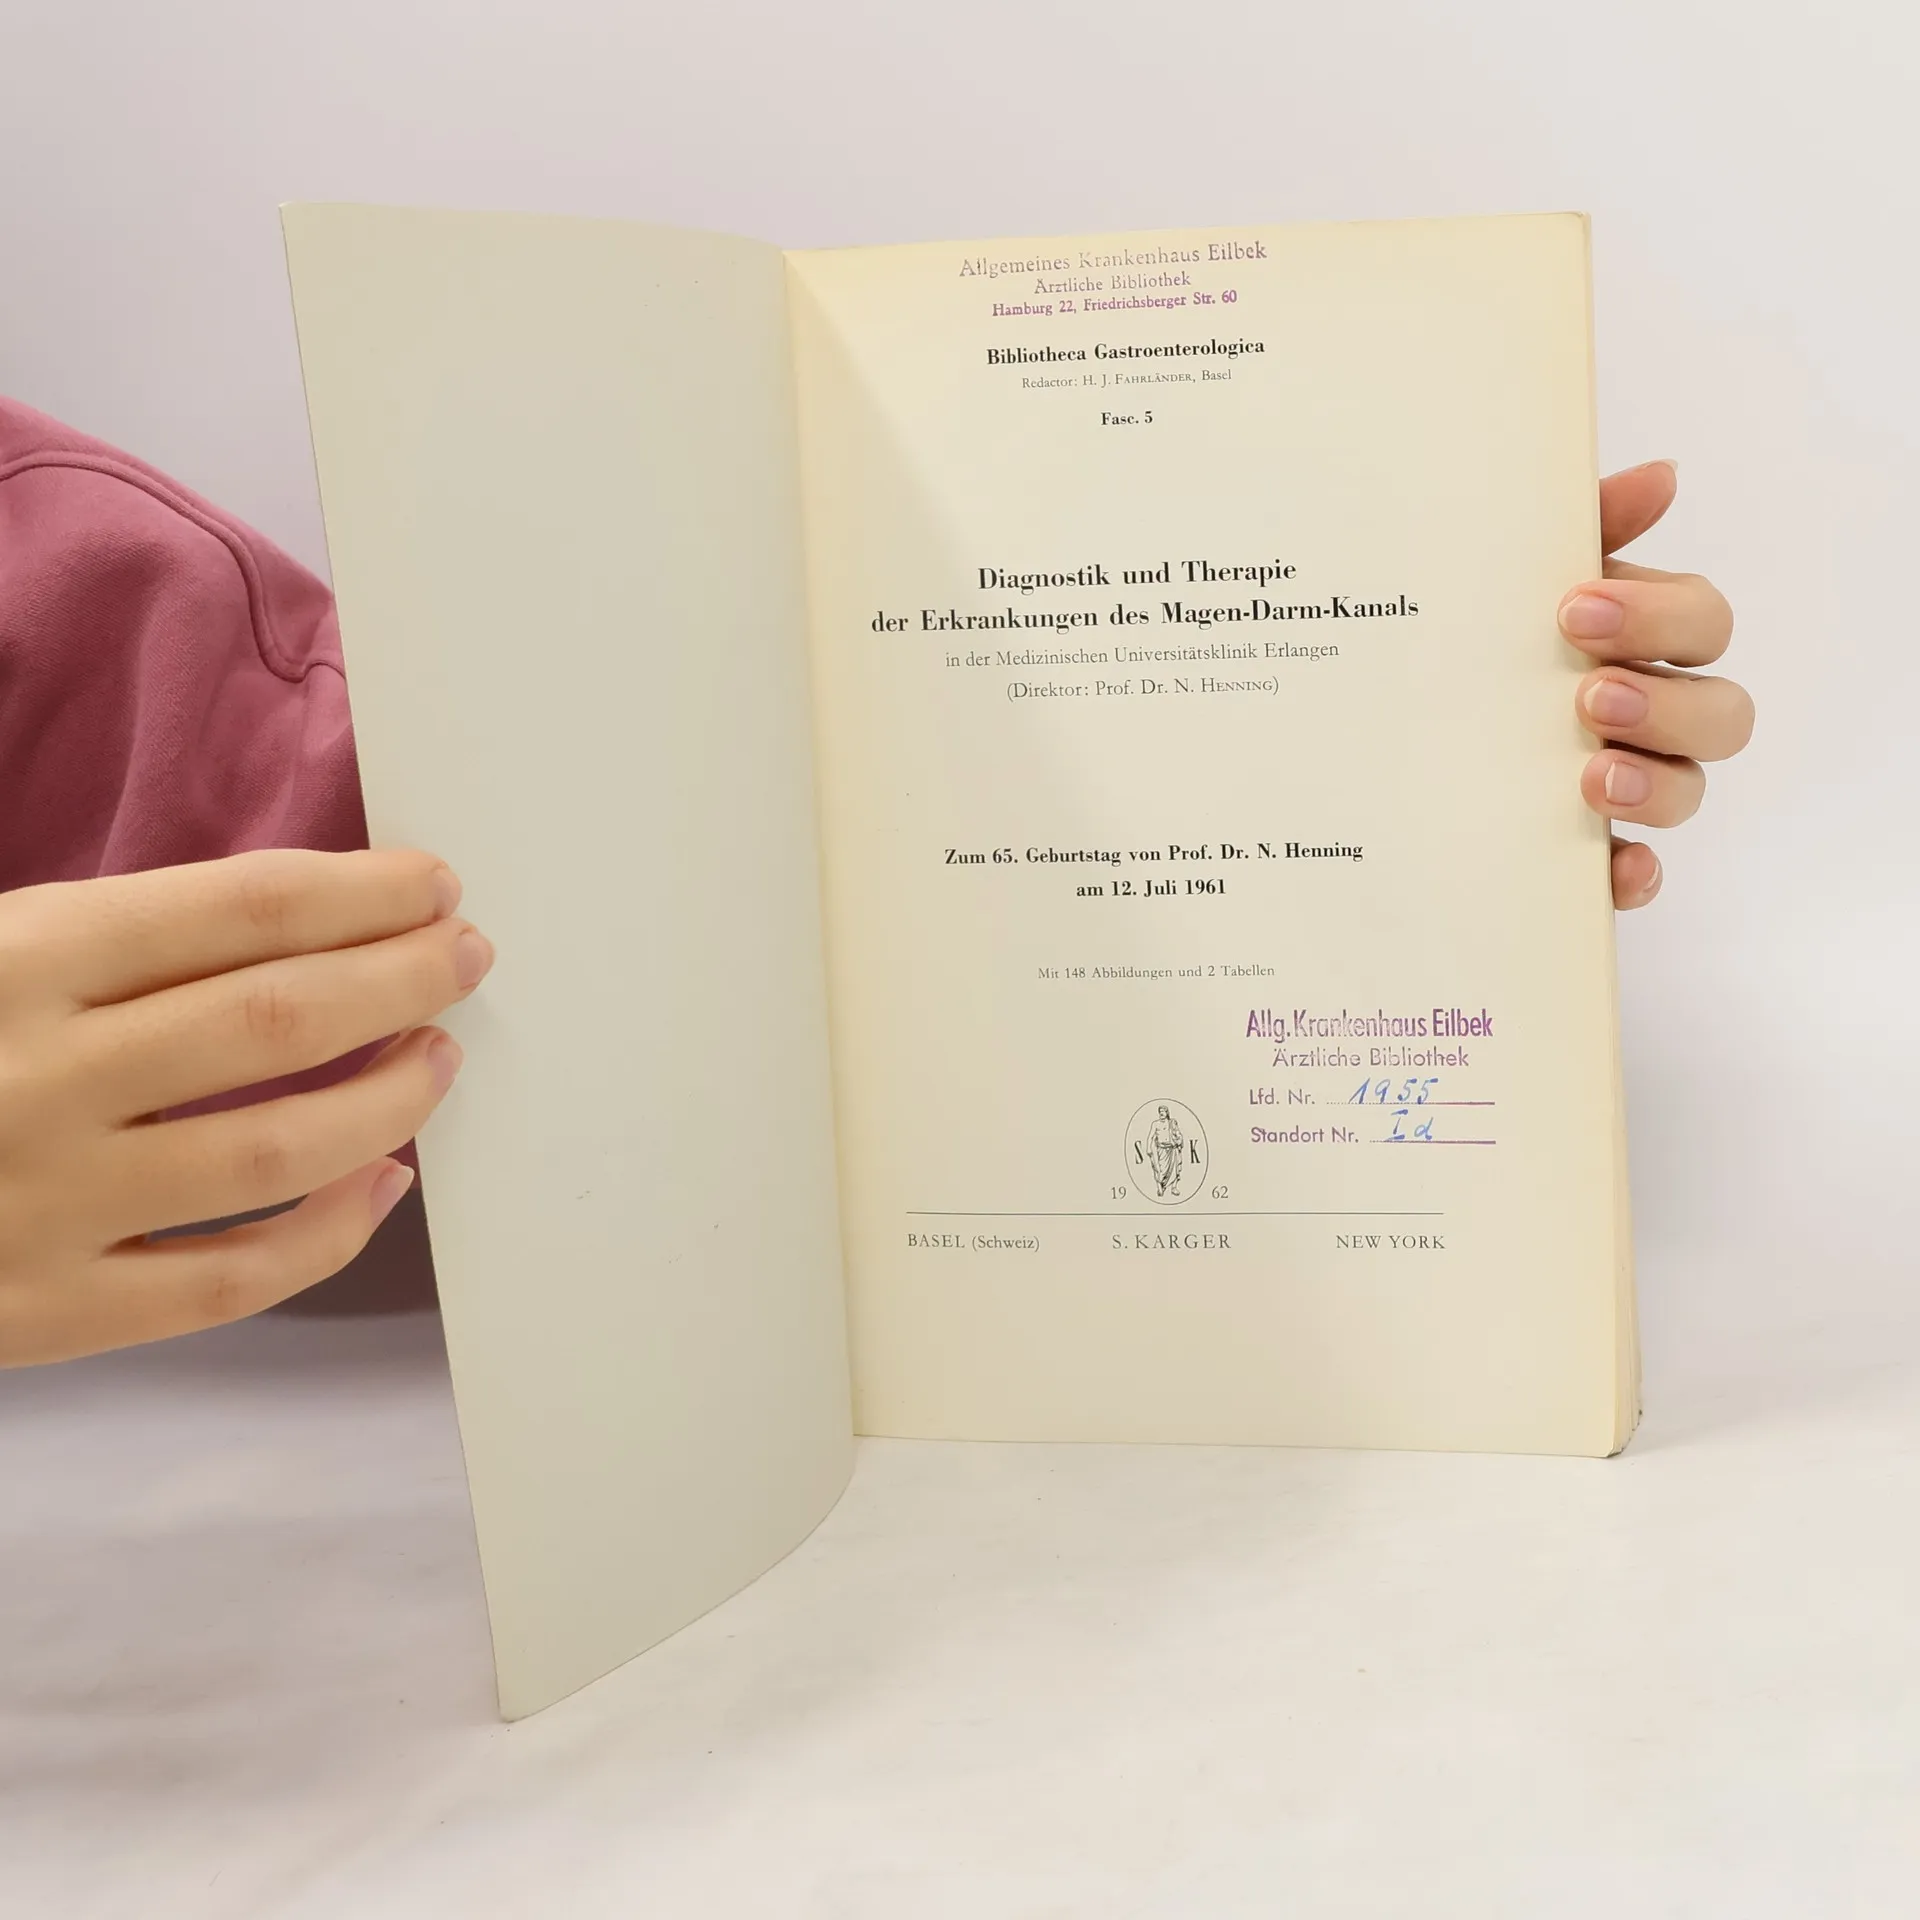 Allgemeines Krankenhaus Eilbek
Ärztliche Bibliothek
Hamburg 22, Friedrichsberger Str. 60
Bibliotheca Gastroenterologica
Redactor: H. J. FAHRLÄNDER, Basel
Fasc. 5
Diagnostik und Therapie
der Erkrankungen des Magen-Darm-Kanals
in der Medizinischen Universitätsklinik Erlangen
(Direktor: Prof. Dr. N. HENNING)
Zum 65. Geburtstag von Prof. Dr. N. Henning
am 12. Juli 1961
Mit 148 Abbildungen und 2 Tabellen
Allg. Krankenhaus Eilbek
Ärztliche Bibliothek
Lfd. Nr. 1955
Standort Nr. Id
S K
19 62
BASEL (Schweiz) S. KARGER NEW YORK